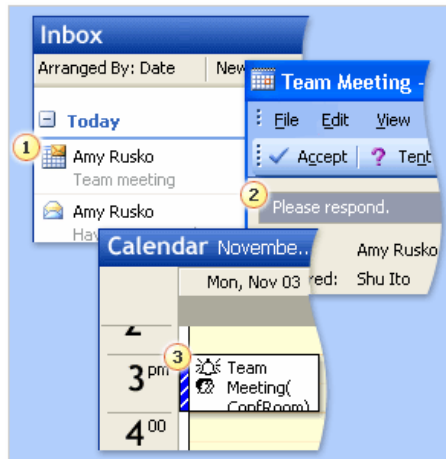 Inbox
Arranged By: Date New
Today
1
Amy Rusko
Team meeting
Amy Rusko
Team Meeting -
File Edit View
Accept ? Tent
2
Please respond.
Amy Rusko
red: Shu Ito
Calendar Novembe..
Mon, Nov 03
3
3 pm
Team
Meeting(
ConfRoom)
4 00